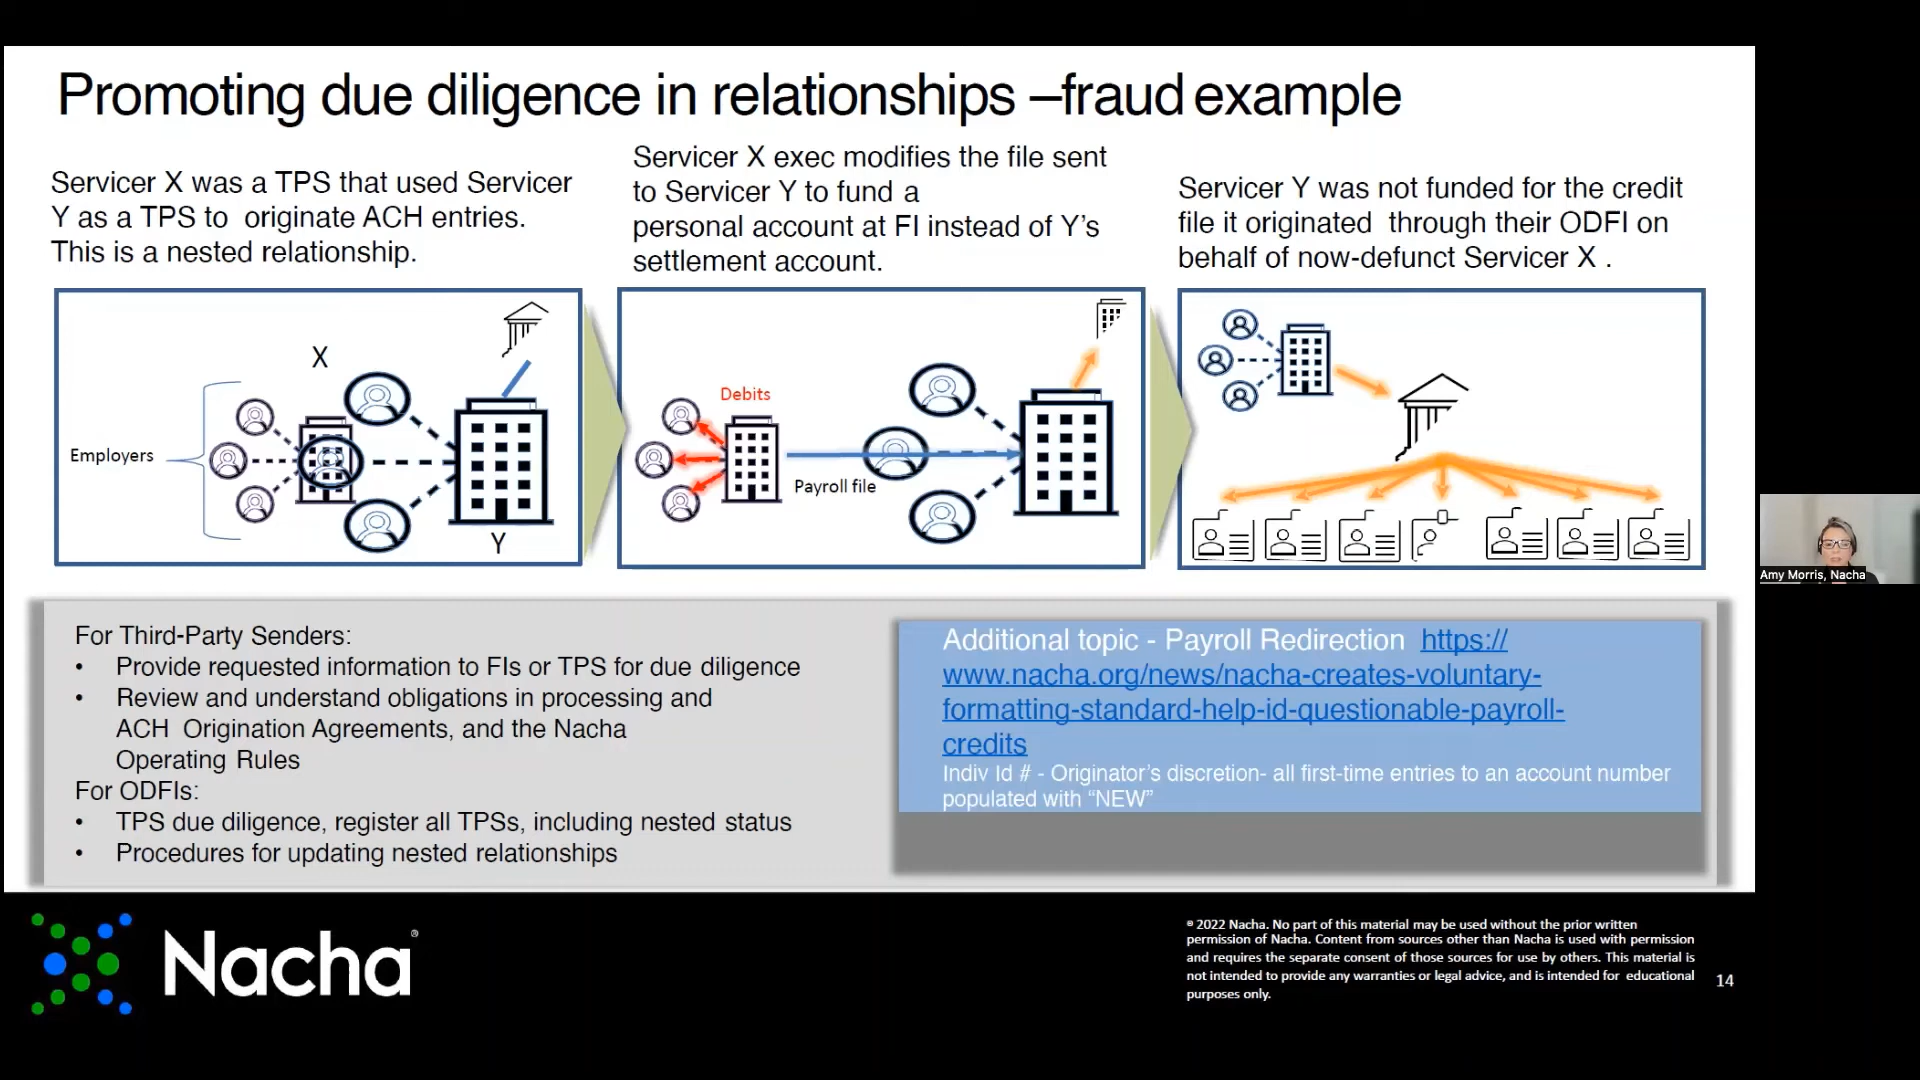 Promoting due diligence in relationships –fraud example
Servicer X was a TPS that used Servicer
Y as a TPS to originate ACH entries.
This is a nested relationship.
Servicer X exec modifies the file sent
to Servicer Y to fund a
personal account at FI instead of Y's
settlement account.
Servicer Y was not funded for the credit
file it originated through their ODFI on
behalf of now-defunct Servicer X .
X
Employers
Y
Debits
Payroll file
For Third-Party Senders:
• Provide requested information to FIs or TPS for due diligence
• Review and understand obligations in processing and
ACH Origination Agreements, and the Nacha
Operating Rules
For ODFIs:
• TPS due diligence, register all TPSs, including nested status
• Procedures for updating nested relationships
Additional topic - Payroll Redirection https://
www.nacha.org/news/nacha-creates-voluntary-
formatting-standard-help-id-questionable-payroll-
credits
Indiv Id # - Originator's discretion- all first-time entries to an account number
populated with “NEW”
Amy Morris, Nacha
Nacha®
© 2022 Nacha. No part of this material may be used without the prior written
permission of Nacha. Content from sources other than Nacha is used with permission
and requires the separate consent of those sources for use by others. This material is
not intended to provide any warranties or legal advice, and is intended for educational
purposes only.
14